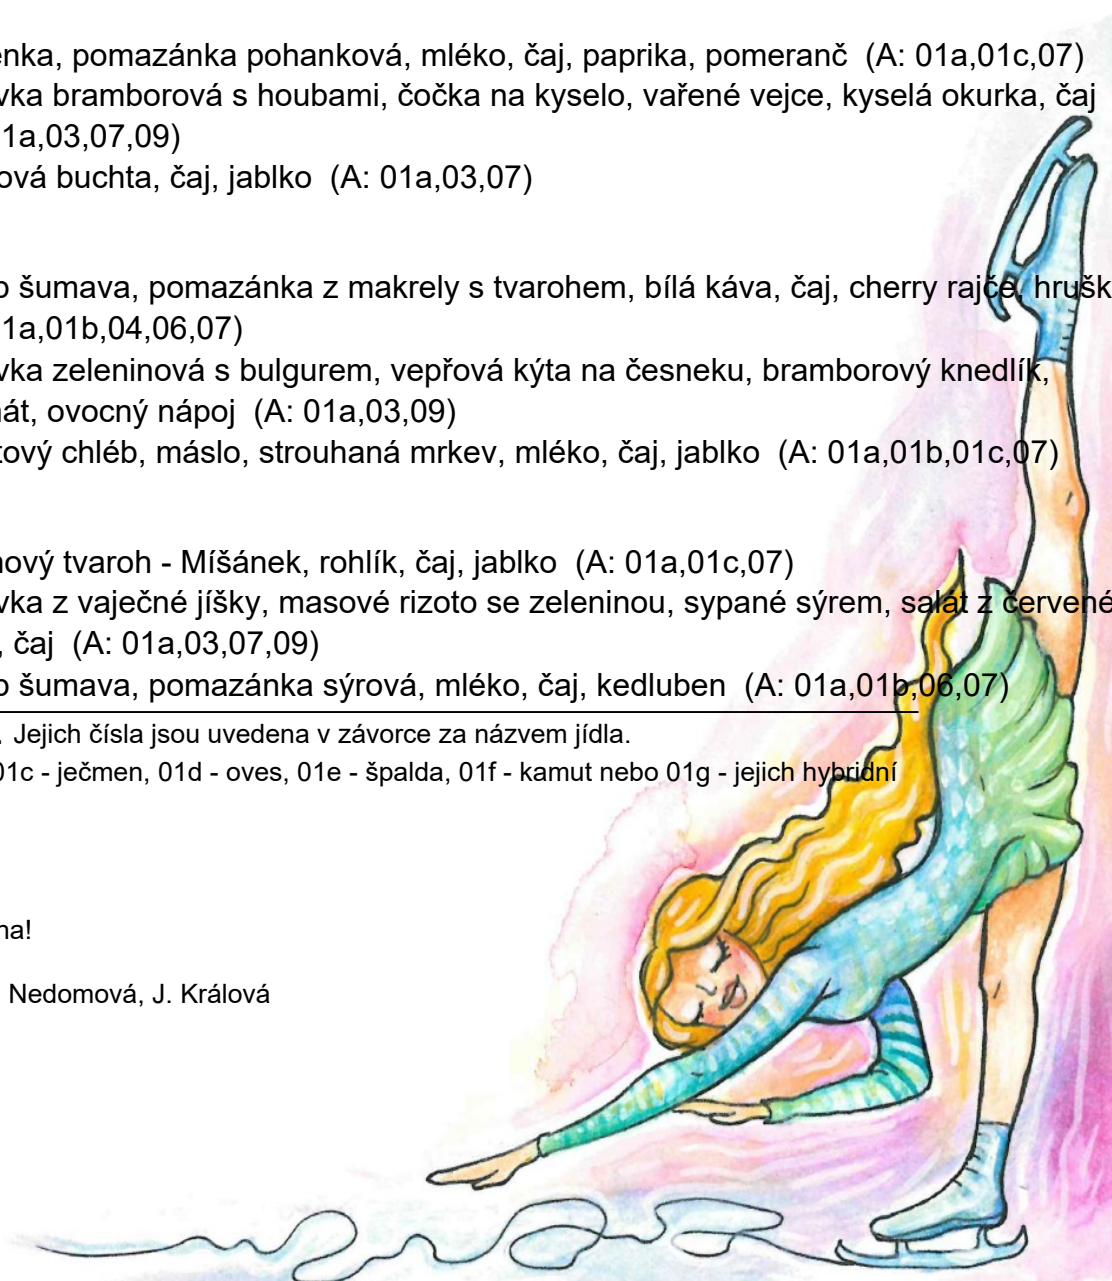 enka, pomazánka pohanková, mléko, čaj, paprika, pomeranč (A: 01a,01c,07)
vka bramborová s houbami, čočka na kyselo, vařené vejce, kyselá okurka, čaj
1a,03,07,09)
ová buchta, čaj, jablko (A: 01a,03,07)
o šumava, pomazánka z makrely s tvarohem, bílá káva, čaj, cherry rajče, hrušk
1a,01b,04,06,07)
vka zeleninová s bulgurem, vepřová kýta na česneku, bramborový knedlík,
nát, ovocný nápoj (A: 01a,03,09)
tový chléb, máslo, strouhaná mrkev, mléko, čaj, jablko (A: 01a,01b,01c,07)
nový tvaroh - Míšánek, rohlík, čaj, jablko (A: 01a,01c,07)
vka z vaječné jíšky, masové rizoto se zeleninou, sypané sýrem, salát z červené
, čaj (A: 01a,03,07,09)
o šumava, pomazánka sýrová, mléko, čaj, kedluben (A: 01a,01b,06,07)
. Jejich čísla jsou uvedena v závorce za názvem jídla.
01c - ječmen, 01d - oves, 01e - špalda, 01f - kamut nebo 01g - jejich hybridní
na!
Nedomová, J. Králová